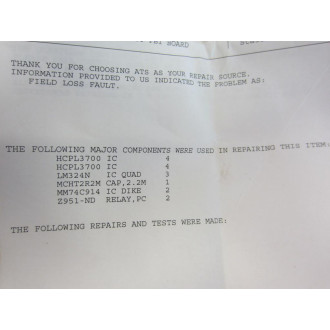 BOARD
THANK YOU FOR CHOOSING ATS AS YOUR REPAIR SOURCE.
INFORMATION PROVIDED TO US INDICATED THE PROBLEM AS:
FIELD LOSS FAULT.
THE FOLLOWING MAJOR COMPONENTS WERE USED IN REPAIRING THIS ITEM:
HCPL3700 IC 4
HCPL3700 IC 4
LM324N IC QUAD 3
MCHT2R2M CAP,2.2M 1
MM74C914 IC DIKE 2
Z951-ND RELAY,PC 2
THE FOLLOWING REPAIRS AND TESTS WERE MADE: